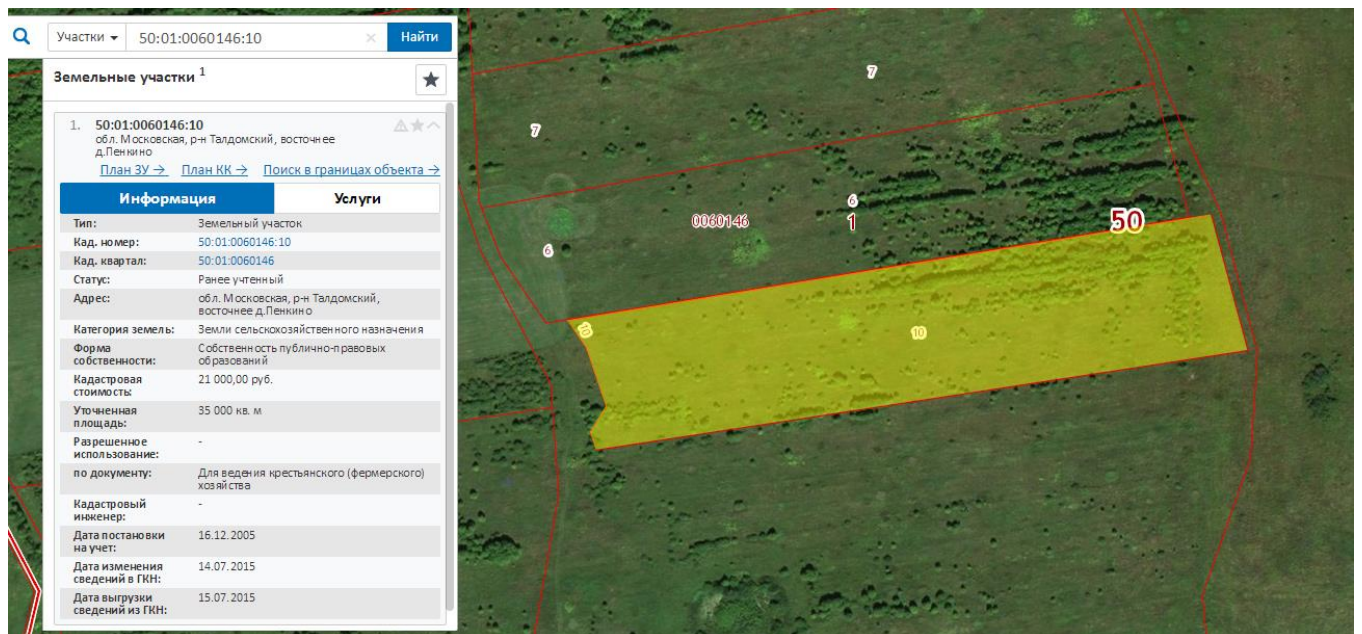 Участки 50:01:0060146:10 × Найти
Земельные участки 1
1. 50:01:0060146:10
обл. Московская, р-н Талдомский, восточнее
д.Пенкино
План ЗУ → План КК → Поиск в границах объекта →
Информация Услуги
Тип: Земельный участок
Кад. номер: 50:01:0060146:10
Кад. квартал: 50:01:0060146
Статус: Ранее учтенный
Адрес: обл. Московская, р-н Талдомский,
восточнее д.Пенкино
Категория земель: Земли сельскохозяйственного назначения
Форма Собственность публично-правовых
собственности: образований
Кадастровая 21 000,00 руб.
стоимость:
Уточненная 35 000 кв. м
площадь:
Разрешенное -
использование:
по документу: Для ведения крестьянского (фермерского)
хозяйства
Кадастровый -
инженер:
Дата постановки 16.12.2005
на учет:
Дата изменения 14.07.2015
сведений в ГКН:
Дата выгрузки 15.07.2015
сведений из ГКН:
7
7
6
0060146
1
50
6
10